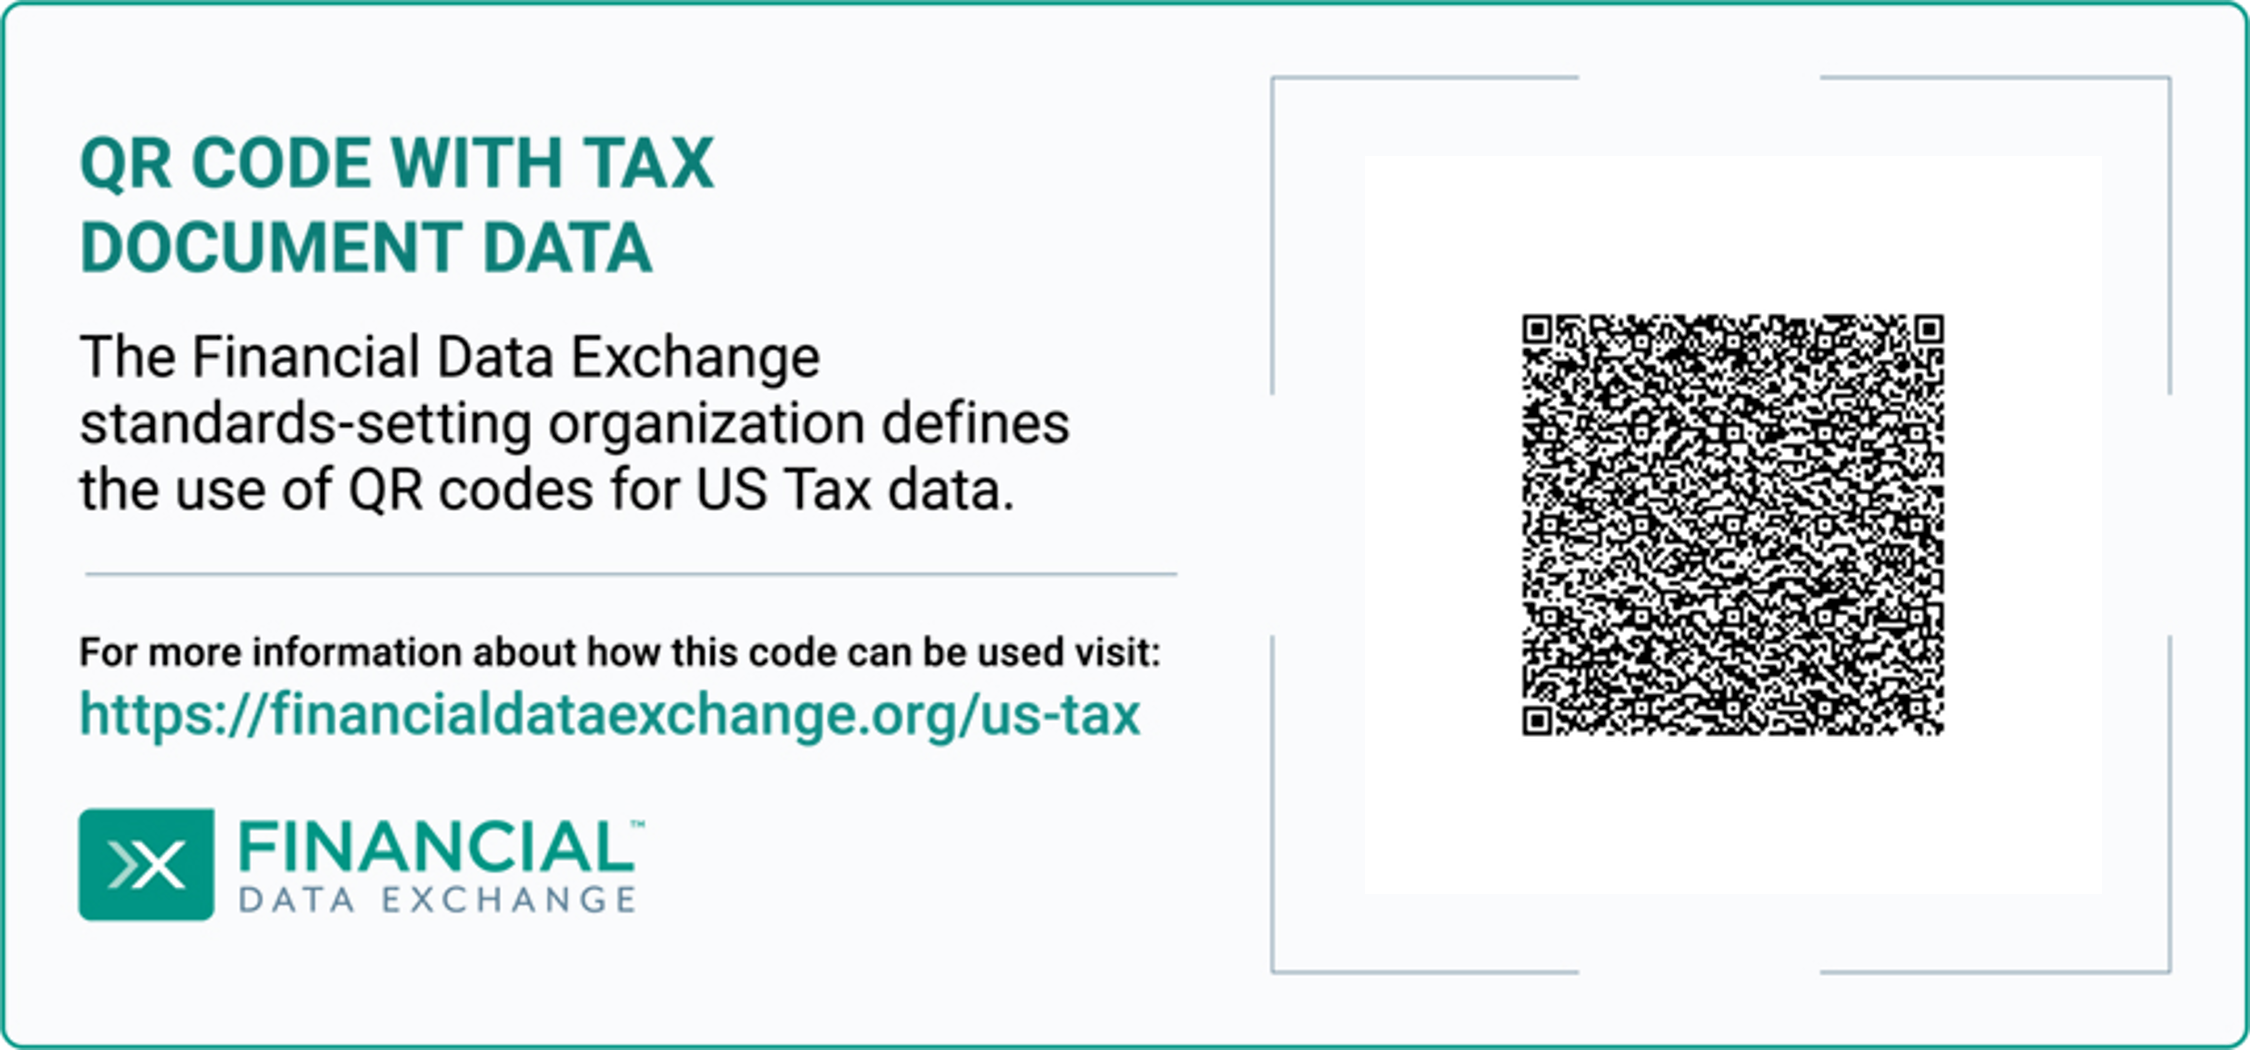 QR CODE WITH TAX
DOCUMENT DATA
The Financial Data Exchange
standards-setting organization defines
the use of QR codes for US Tax data.
For more information about how this code can be used visit:
https://financialdataexchange.org/us-tax
FINANCIAL™
DATA EXCHANGE